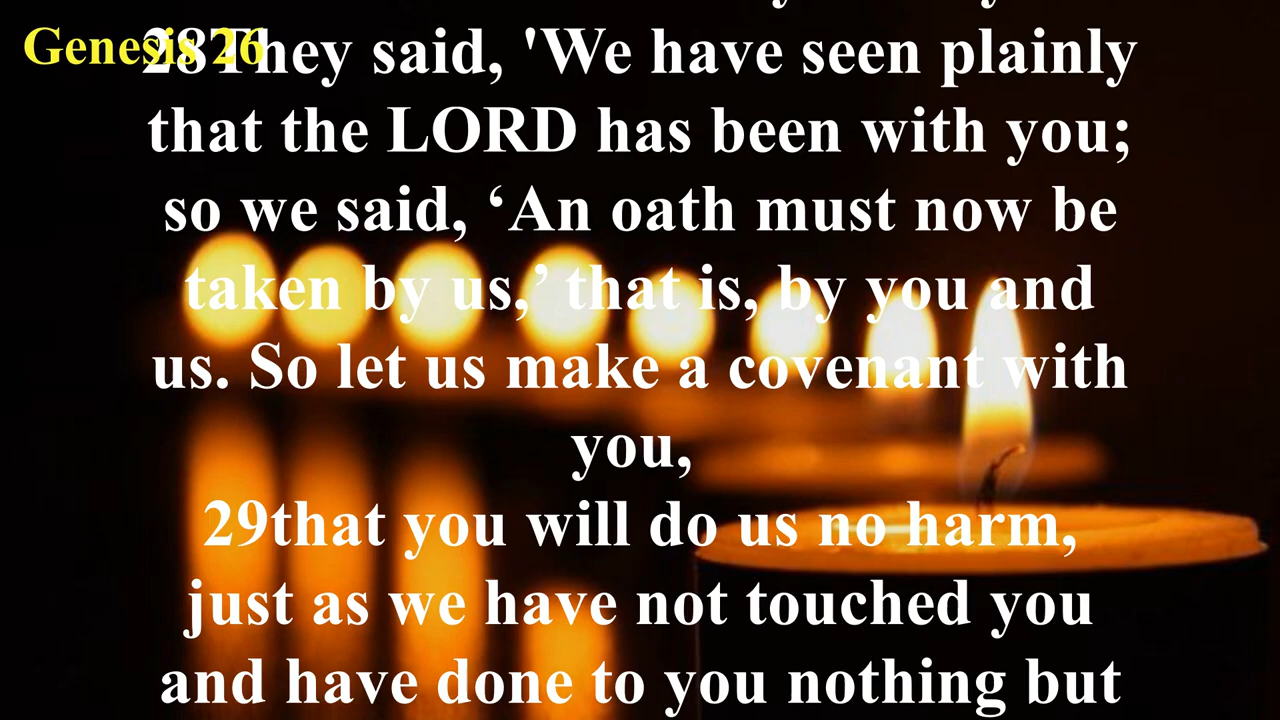 Genesis 26
28They said, 'We have seen plainly
that the LORD has been with you;
so we said, ‘An oath must now be
taken by us,’ that is, by you and
us. So let us make a covenant with
you,
29that you will do us no harm,
just as we have not touched you
and have done to you nothing but